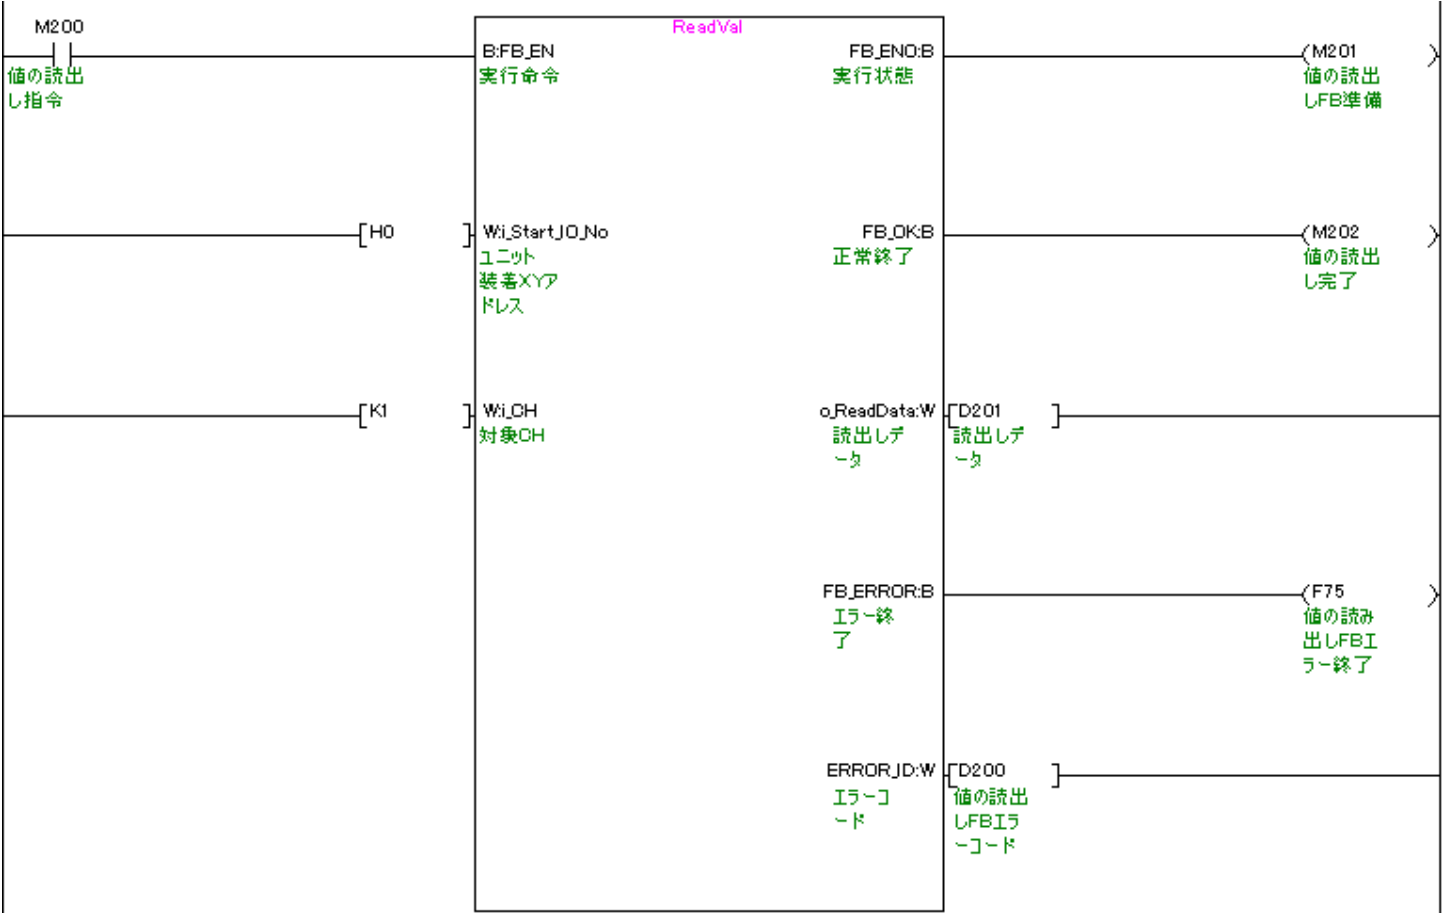 ReadVal
M200
値の読出
し指令
B:FB_EN
実行命令
FB_ENO:B
実行状態
M201
値の読出
しFB準備
[ H0 ]
W:i_Start_IO_No
ユニット
装着XYア
ドレス
FB_OK:B
正常終了
M202
値の読出
し完了
[ K1 ]
W:i_CH
対象CH
o_ReadData:W
読出しデ
ータ
[ D201 ]
読出しデ
ータ
FB_ERROR:B
エラー終
了
F75
値の読み
出しFBエ
ラー終了
ERROR_ID:W
エラーコ
ード
[ D200 ]
値の読出
しFBエラ
ーコード